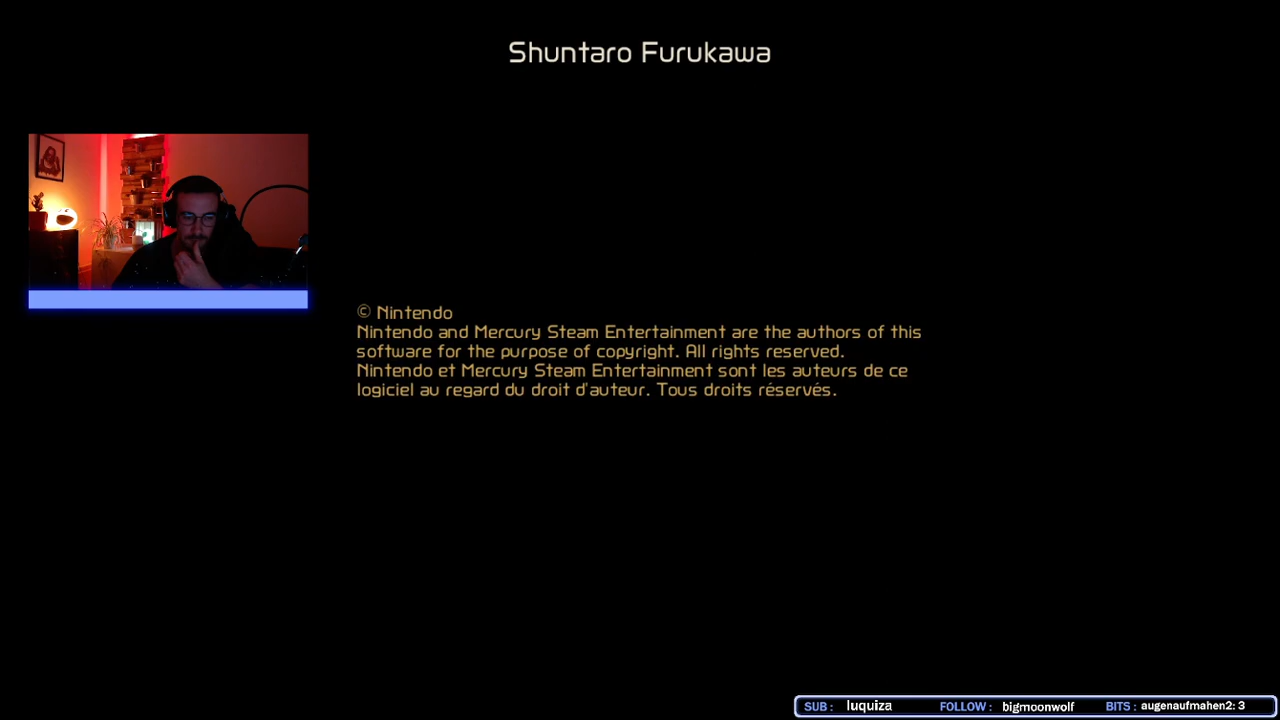 Shuntaro Furukawa
© Nintendo
Nintendo and Mercury Steam Entertainment are the authors of this
software for the purpose of copyright. All rights reserved.
Nintendo et Mercury Steam Entertainment sont les auteurs de ce
logiciel au regard du droit d'auteur. Tous droits réservés.
SUB : luquiza FOLLOW : bigmoonwolf BITS : augenaufmahen2: 3